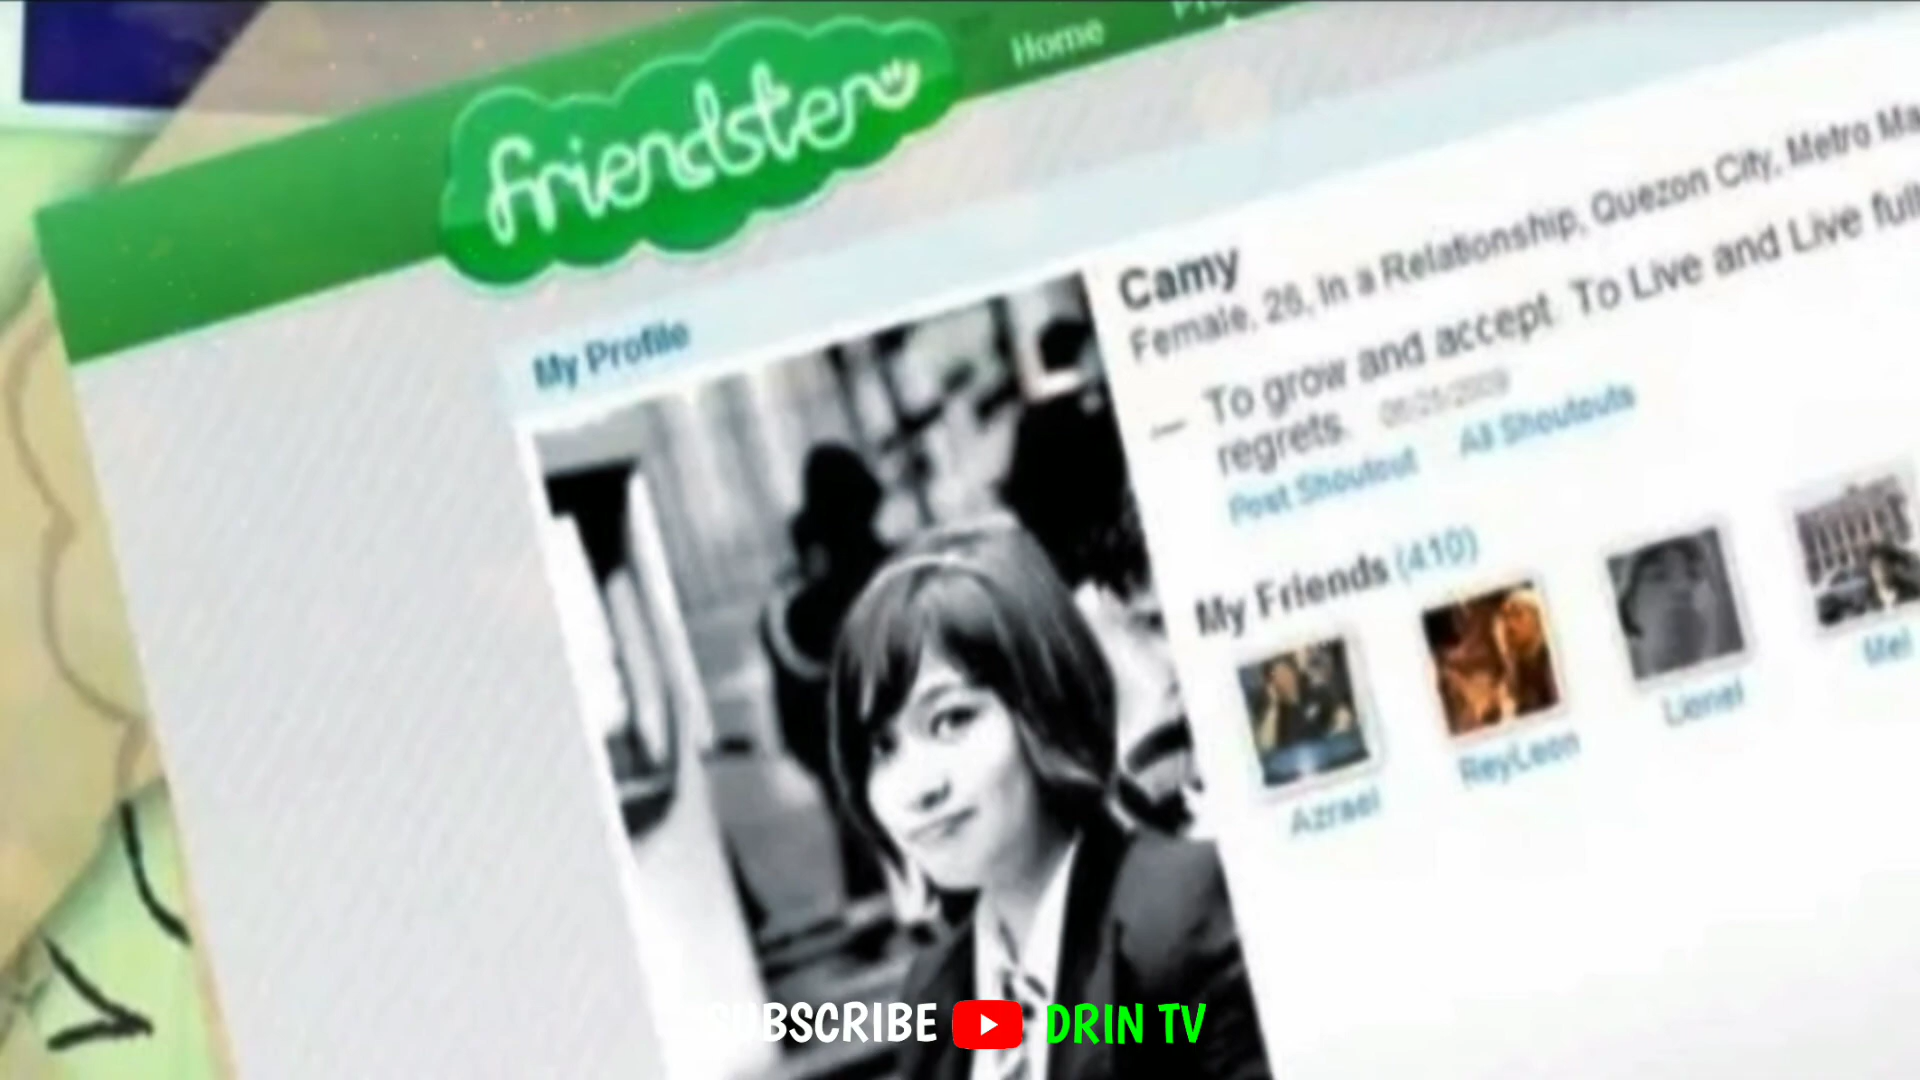 friendster
Home
My Profile
Camy
Female, 26, In a Relationship, Quezon City, Metro Ma
To grow and accept. To Live and Live full
regrets.
Post Shoutout All Shoutouts
My Friends (410)
Azrael
ReyLeon
Lionel
Mel
SUBSCRIBE DRIN TV